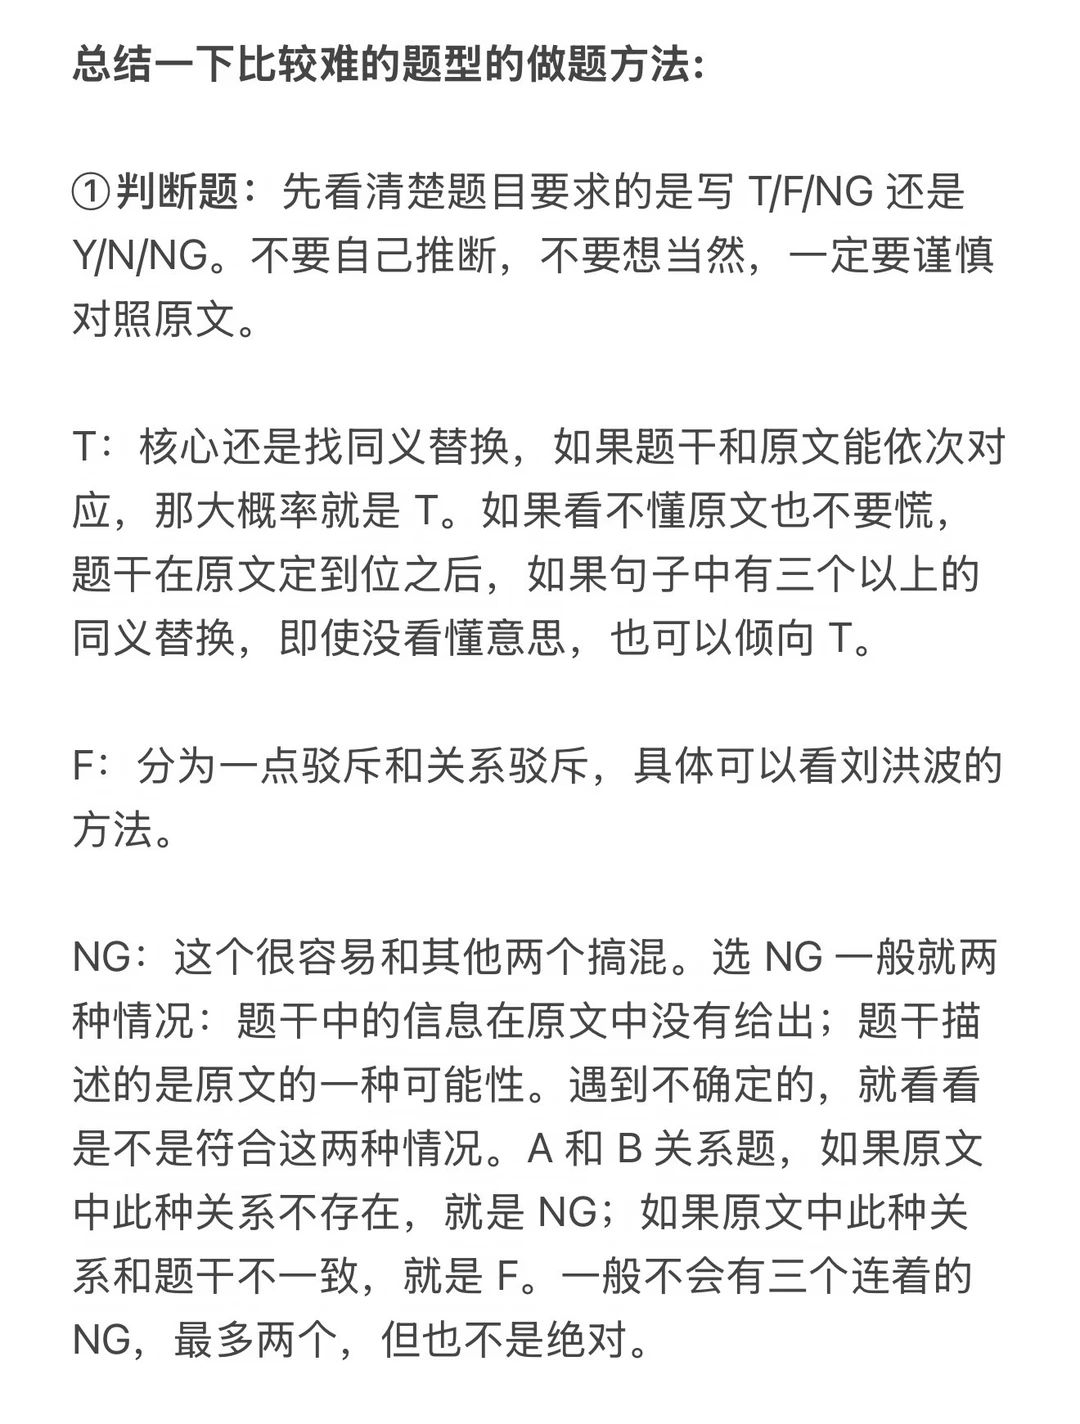 总结一下比较难的题型的做题方法:
①判断题：先看清楚题目要求的是写 T/F/NG 还是
Y/N/NG。不要自己推断，不要想当然，一定要谨慎
对照原文。
T：核心还是找同义替换，如果题干和原文能依次对
应，那大概率就是 T。如果看不懂原文也不要慌，
题干在原文定到位之后，如果句子中有三个以上的
同义替换，即使没看懂意思，也可以倾向 T。
F：分为一点驳斥和关系驳斥，具体可以看刘洪波的
方法。
NG：这个很容易和其他两个搞混。选 NG 一般就两
种情况：题干中的信息在原文中没有给出；题干描
述的是原文的一种可能性。遇到不确定的，就看看
是不是符合这两种情况。A 和 B 关系题，如果原文
中此种关系不存在，就是 NG；如果原文中此种关
系和题干不一致，就是 F。一般不会有三个连着的
NG，最多两个，但也不是绝对。